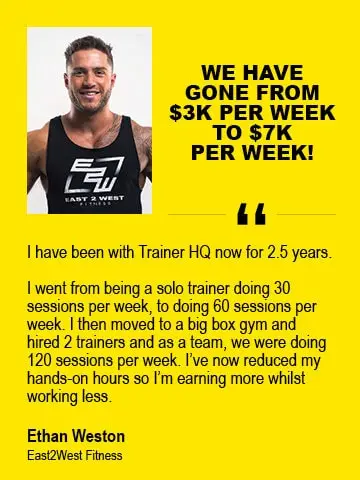 E2W
EAST 2 WEST
FITNESS
WE HAVE
GONE FROM
$3K PER WEEK
TO $7K
PER WEEK!
“
I have been with Trainer HQ now for 2.5 years.
I went from being a solo trainer doing 30
sessions per week, to doing 60 sessions per
week. I then moved to a big box gym and
hired 2 trainers and as a team, we were doing
120 sessions per week. I’ve now reduced my
hands-on hours so I’m earning more whilst
working less.
Ethan Weston
East2West Fitness